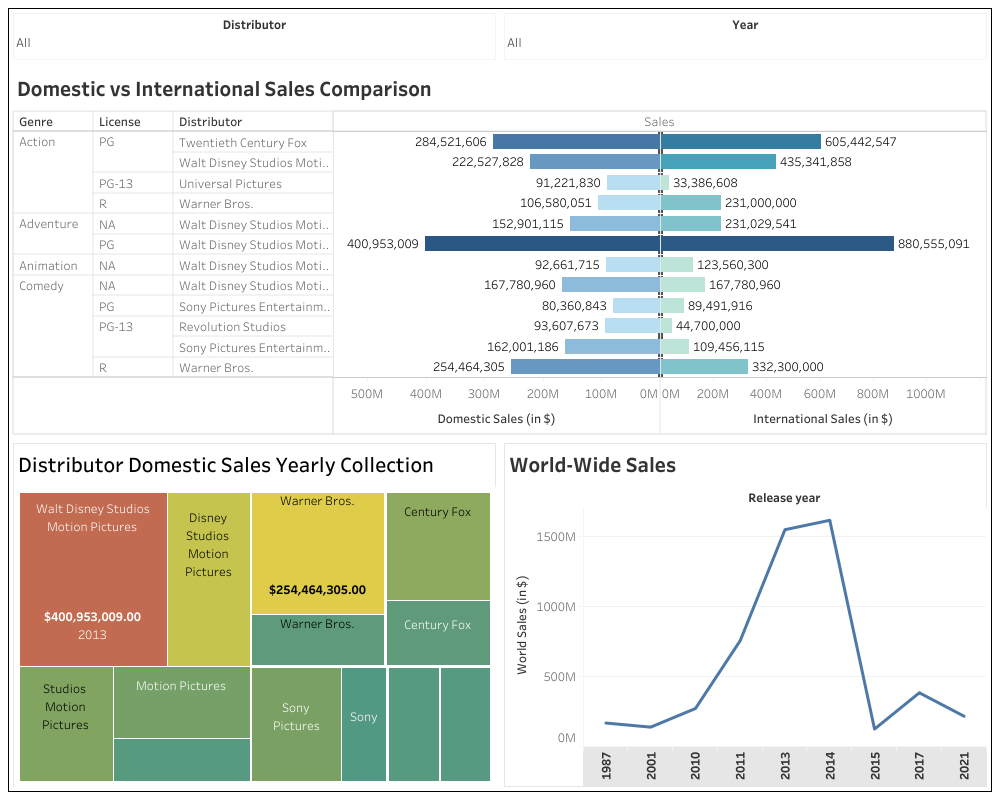 Distributor
All
Year
All
Domestic vs International Sales Comparison
Genre License Distributor Sales
Action PG Twentieth Century Fox 284,521,606 605,442,547
Walt Disney Studios Moti.. 222,527,828 435,341,858
PG-13 Universal Pictures 91,221,830 33,386,608
R Warner Bros. 106,580,051 231,000,000
Adventure NA Walt Disney Studios Moti.. 152,901,115 231,029,541
PG Walt Disney Studios Moti.. 400,953,009 880,555,091
Animation NA Walt Disney Studios Moti.. 92,661,715 123,560,300
Comedy NA Walt Disney Studios Moti.. 167,780,960 167,780,960
PG Sony Pictures Entertainm.. 80,360,843 89,491,916
PG-13 Revolution Studios 93,607,673 44,700,000
Sony Pictures Entertainm.. 162,001,186 109,456,115
R Warner Bros. 254,464,305 332,300,000
500M 400M 300M 200M 100M 0M 0M 200M 400M 600M 800M 1000M
Domestic Sales (in $) International Sales (in $)
Distributor Domestic Sales Yearly Collection
Walt Disney Studios
Motion Pictures
$400,953,009.00
2013
Disney
Studios
Motion
Pictures
Warner Bros.
$254,464,305.00
Warner Bros.
Century Fox
Century Fox
Studios
Motion
Pictures
Motion Pictures
Sony
Pictures
Sony
World-Wide Sales
Release year
World Sales (in $)
1500M
1000M
500M
0M
1987 2001 2010 2011 2013 2014 2015 2017 2021